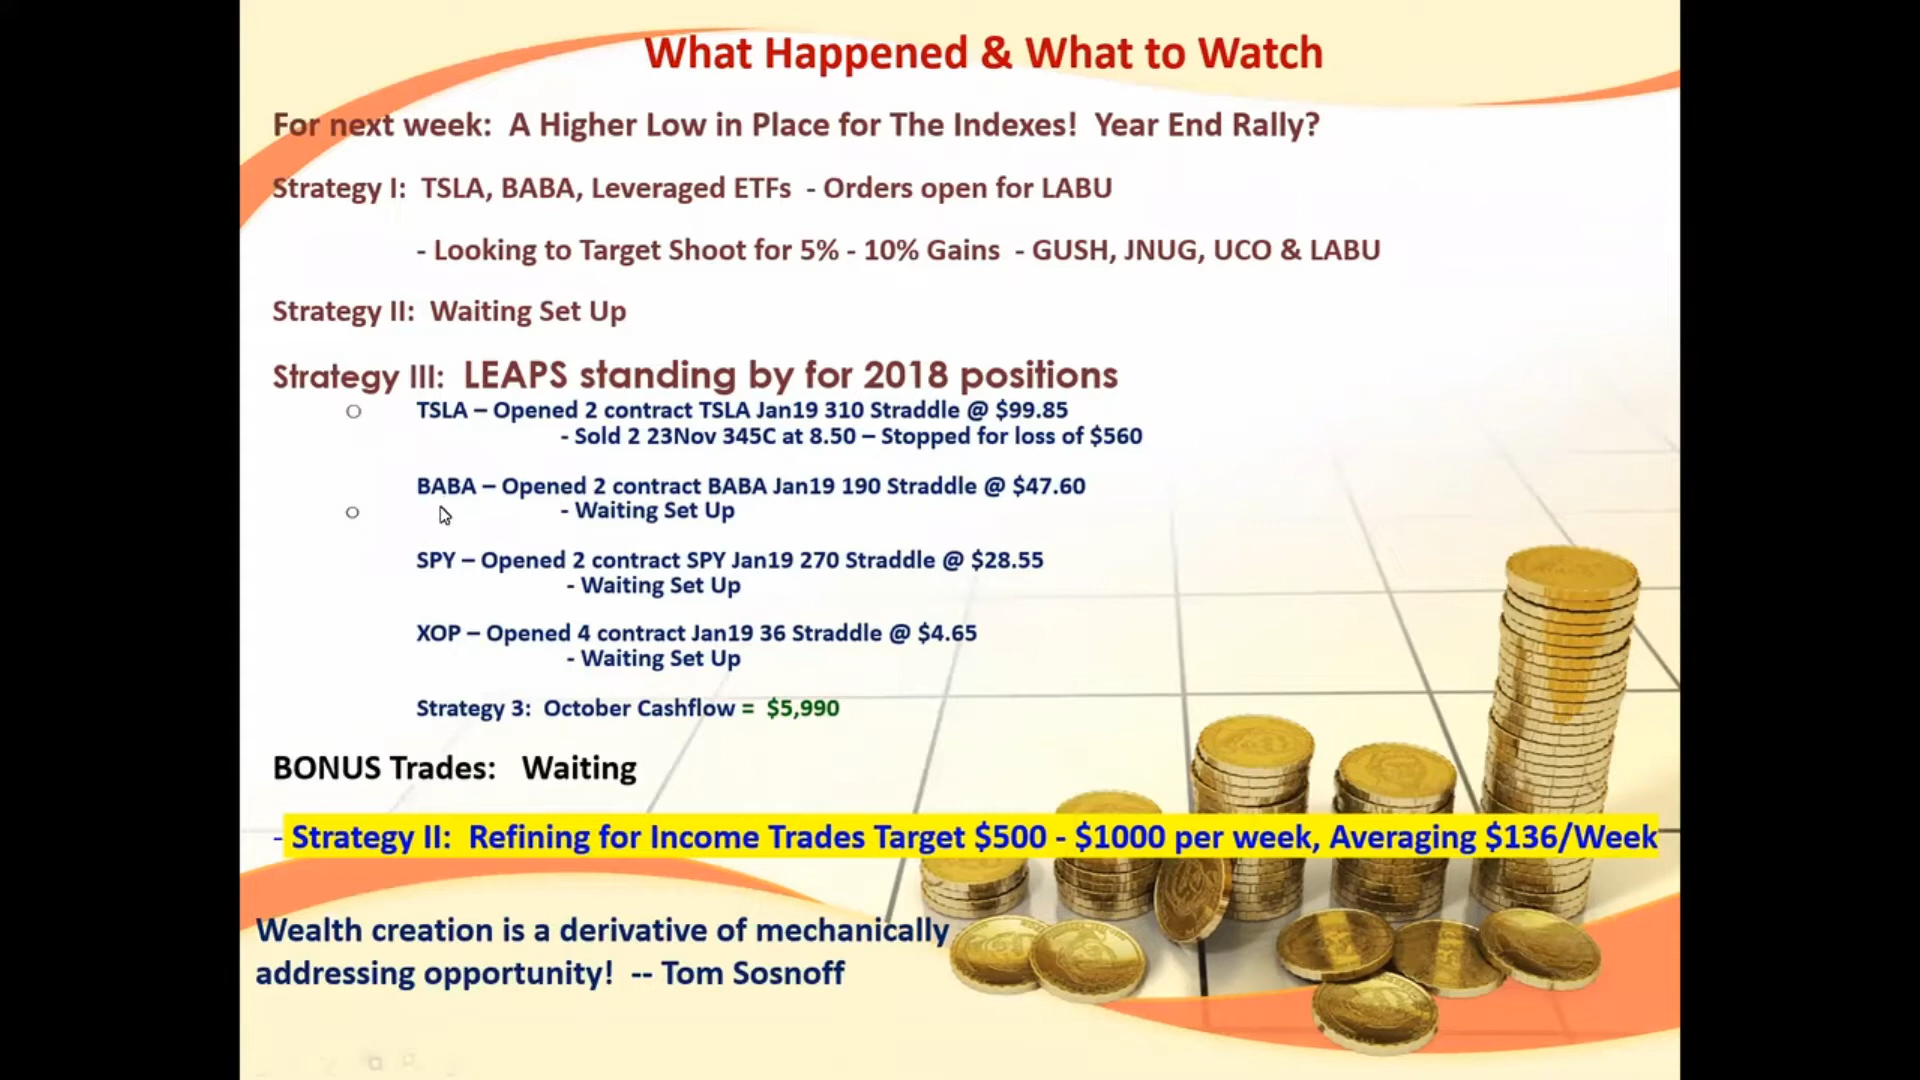 What Happened & What to Watch
For next week: A Higher Low in Place for The Indexes! Year End Rally?
Strategy I: TSLA, BABA, Leveraged ETFs - Orders open for LABU
- Looking to Target Shoot for 5% - 10% Gains - GUSH, JNUG, UCO & LABU
Strategy II: Waiting Set Up
Strategy III: LEAPS standing by for 2018 positions
TSLA – Opened 2 contract TSLA Jan19 310 Straddle @ $99.85
- Sold 2 23Nov 345C at 8.50 – Stopped for loss of $560
BABA – Opened 2 contract BABA Jan19 190 Straddle @ $47.60
- Waiting Set Up
SPY – Opened 2 contract SPY Jan19 270 Straddle @ $28.55
- Waiting Set Up
XOP – Opened 4 contract Jan19 36 Straddle @ $4.65
- Waiting Set Up
Strategy 3: October Cashflow = $5,990
BONUS Trades: Waiting
- Strategy II: Refining for Income Trades Target $500 - $1000 per week, Averaging $136/Week
Wealth creation is a derivative of mechanically
addressing opportunity! -- Tom Sosnoff